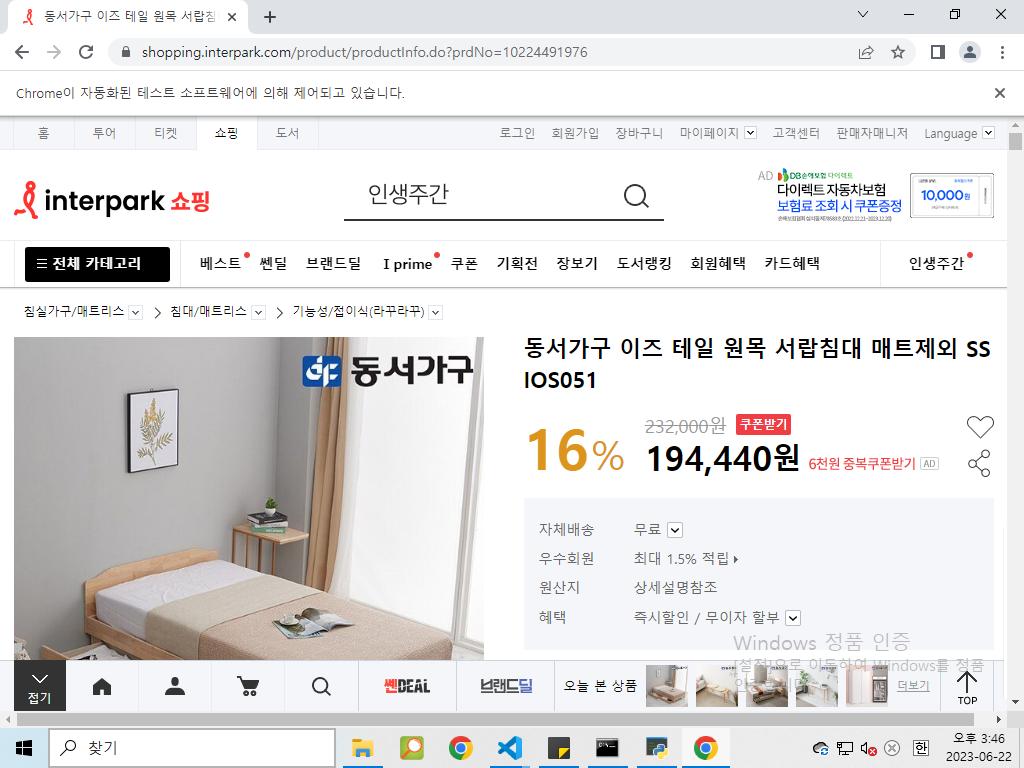 동서가구 이즈 테일 원목 서랍침
shopping.interpark.com/product/productInfo.do?prdNo=10224491976
Chrome이 자동화된 테스트 소프트웨어에 의해 제어되고 있습니다.
홈 투어 티켓 쇼핑 도서 로그인 회원가입 장바구니 마이페이지 고객센터 판매자매니저 Language
interpark 쇼핑 인생주간
AD DB손해보험 다이렉트
다이렉트 자동차보험
보험료 조회 시 쿠폰증정
10,000원
전체 카테고리 베스트 쎈딜 브랜드딜 I prime 쿠폰 기획전 장보기 도서랭킹 회원혜택 카드혜택 인생주간
침실가구/매트리스 침대/매트리스 기능성/접이식(라꾸라꾸)
동서가구
동서가구 이즈 테일 원목 서랍침대 매트제외 SS
IOS051
232,000원 쿠폰받기
16% 194,440원 6천원 중복쿠폰받기 AD
자체배송 무료
우수회원 최대 1.5% 적립
원산지 상세설명참조
혜택 즉시할인 / 무이자 할부
Windows 정품 인증
[설정]으로 이동하여 Windows를 정품
접기 쎈DEAL 브랜드딜 오늘 본 상품 더보기 TOP
찾기
오후 3:46
2023-06-22
한